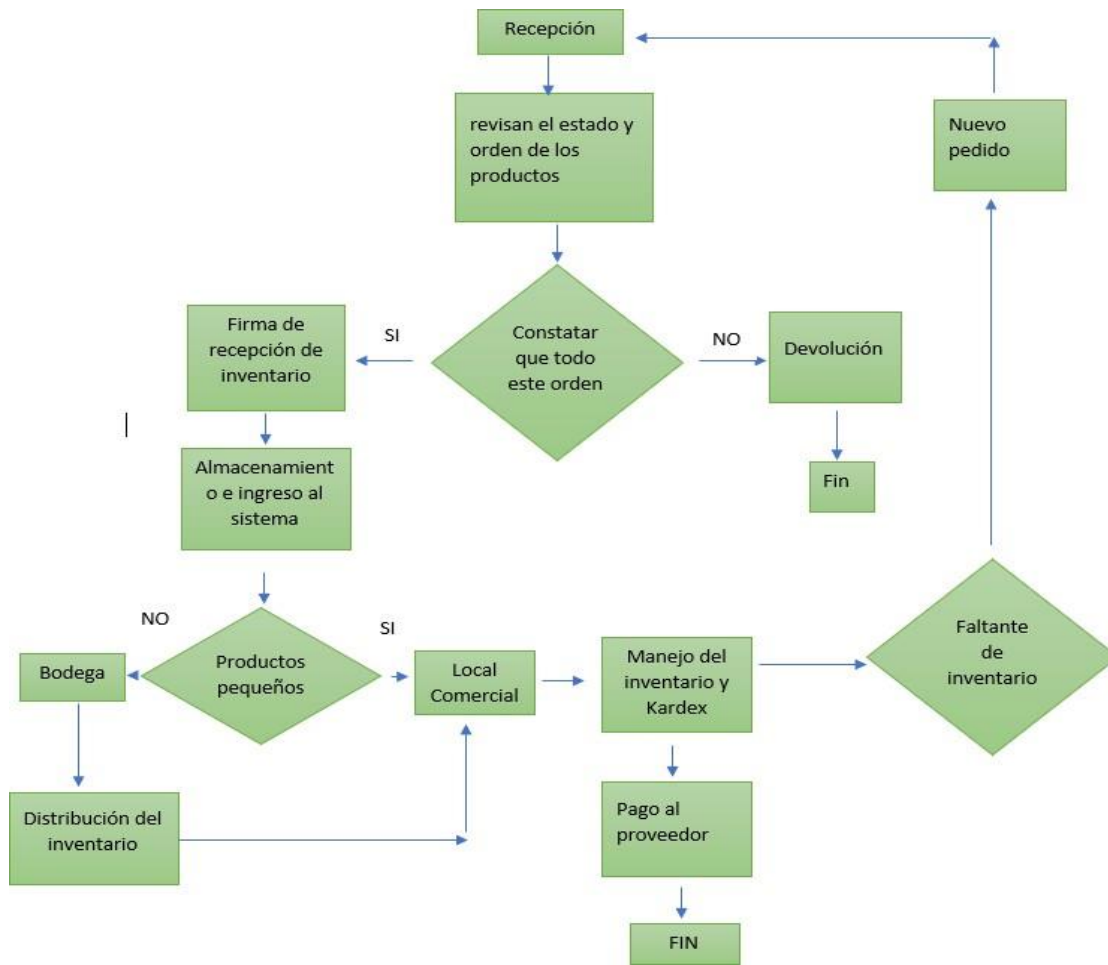 Recepción
revisan el estado y
orden de los
productos
Nuevo
pedido
Firma de
recepción de
inventario
SI
Constatar
que todo
este orden
NO
Devolución
Almacenamient
o e ingreso al
sistema
Fin
NO
SI
Bodega
Productos
pequeños
Local
Comercial
Manejo del
inventario y
Kardex
Faltante
de
inventario
Distribución del
inventario
Pago al
proveedor
FIN